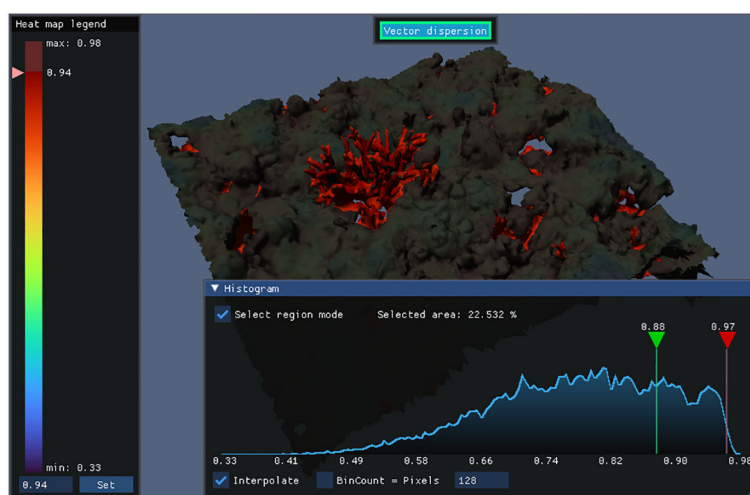 Heat map legend
max: 0.98
0.94
min: 0.33
0.94 Set
Vector dispersion
Histogram
Select region mode Selected area: 22.532 %
0.88 0.97
0.33 0.41 0.49 0.58 0.66 0.74 0.82 0.90 0.98
Interpolate BinCount = Pixels 128